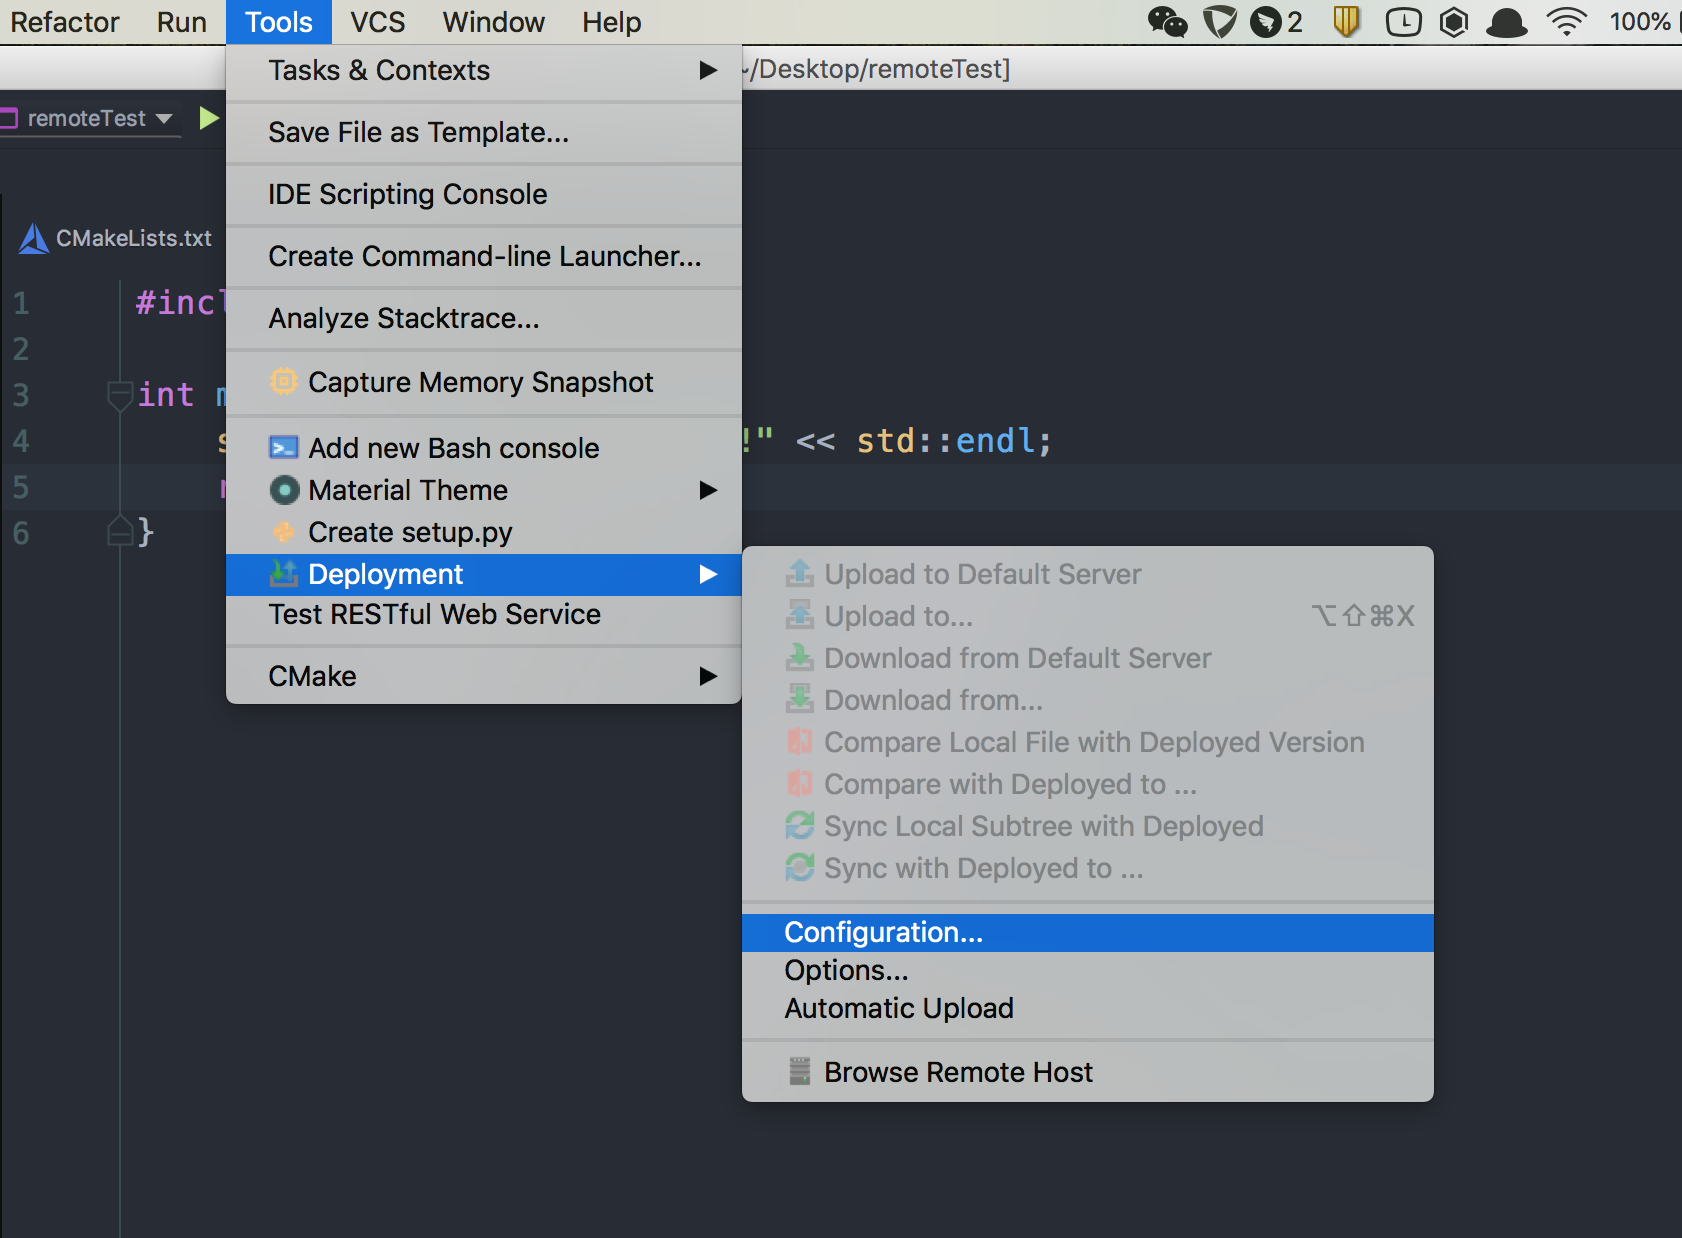 Refactor Run Tools VCS Window Help 2 100%
~/Desktop/remoteTest]
remoteTest
Tasks & Contexts
Save File as Template...
IDE Scripting Console
Create Command-line Launcher...
Analyze Stacktrace...
Capture Memory Snapshot
Add new Bash console
Material Theme
Create setup.py
Deployment
Test RESTful Web Service
CMake
CMakeLists.txt
1 #incl
2
3 int m
4 s !" << std::endl;
5 r
6 }
Upload to Default Server
Upload to... ⌥⇧⌘X
Download from Default Server
Download from...
Compare Local File with Deployed Version
Compare with Deployed to ...
Sync Local Subtree with Deployed
Sync with Deployed to ...
Configuration...
Options...
Automatic Upload
Browse Remote Host